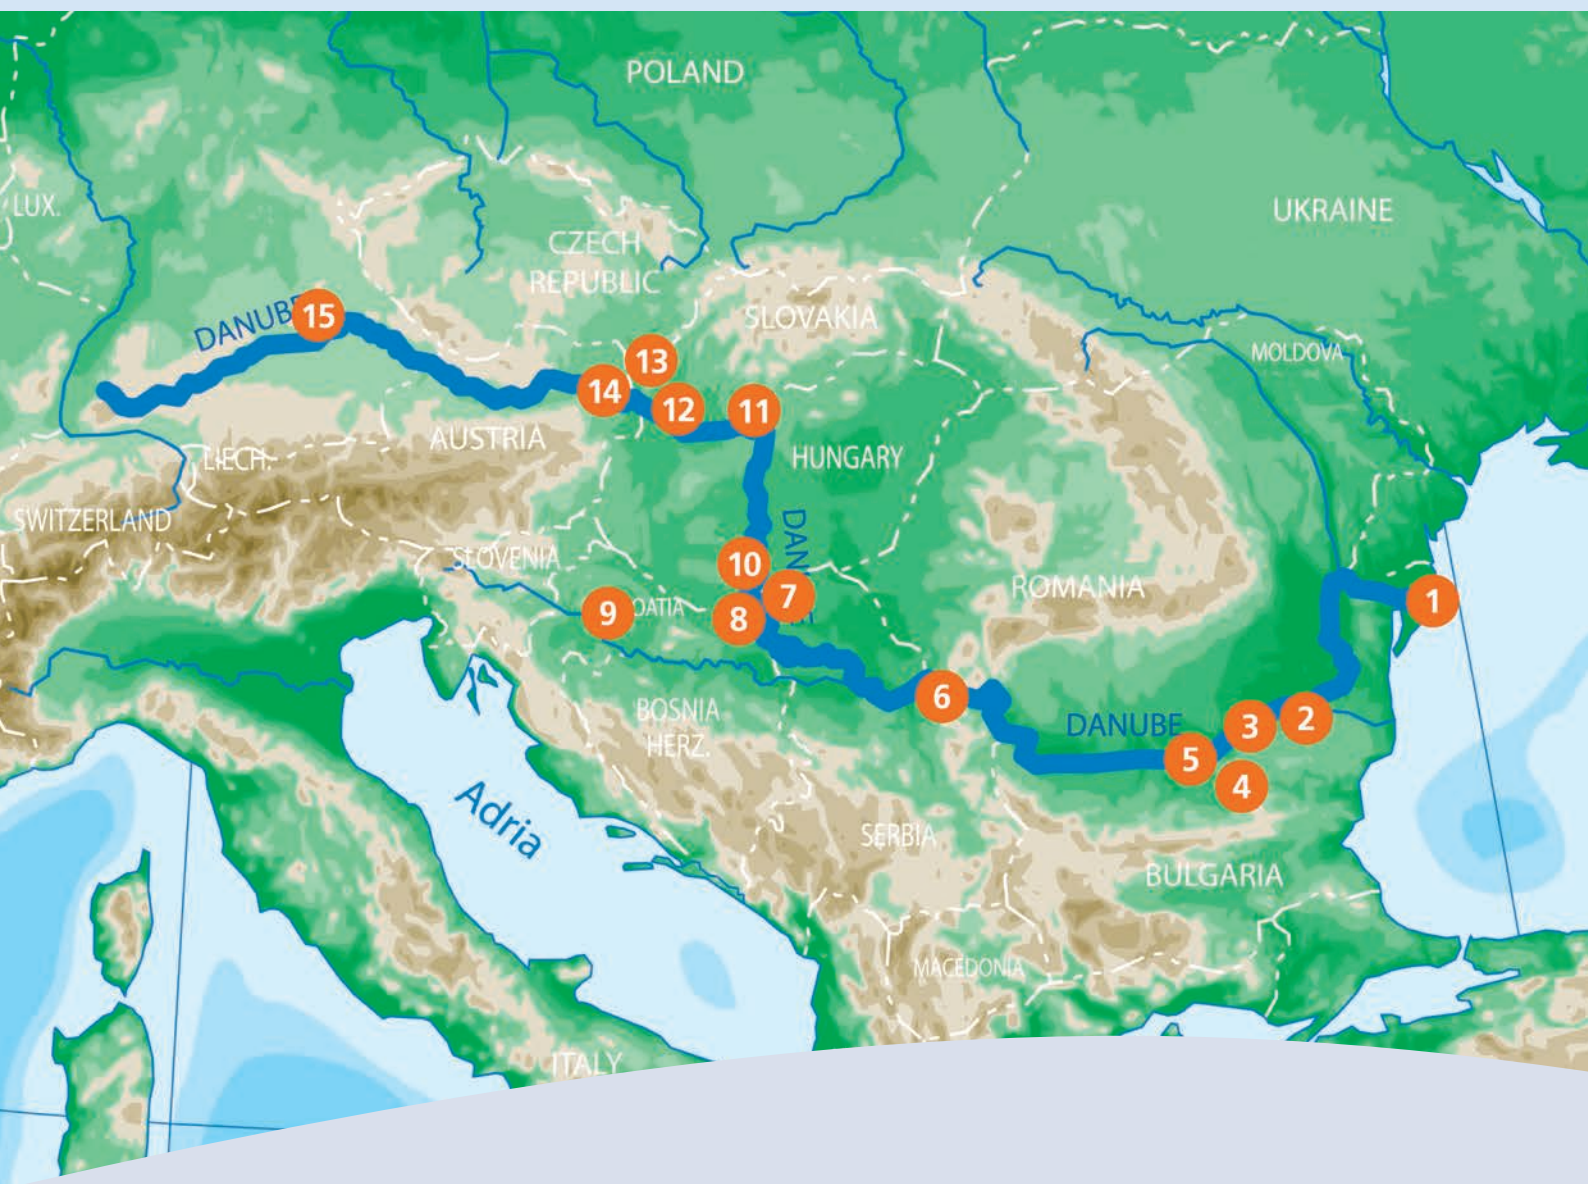 POLAND
UKRAINE
LUX.
CZECH
REPUBLIC
DANUBE
15
SLOVAKIA
MOLDOVA
13
14
12
11
AUSTRIA
LIECH.
HUNGARY
SWITZERLAND
SLOVENIA
DAN
10
ROMANIA
7
9
OATIA
8
1
6
BOSNIA
HERZ.
DANUBE
3
2
5
4
Adria
SERBIA
BULGARIA
MACEDONIA
ITALY